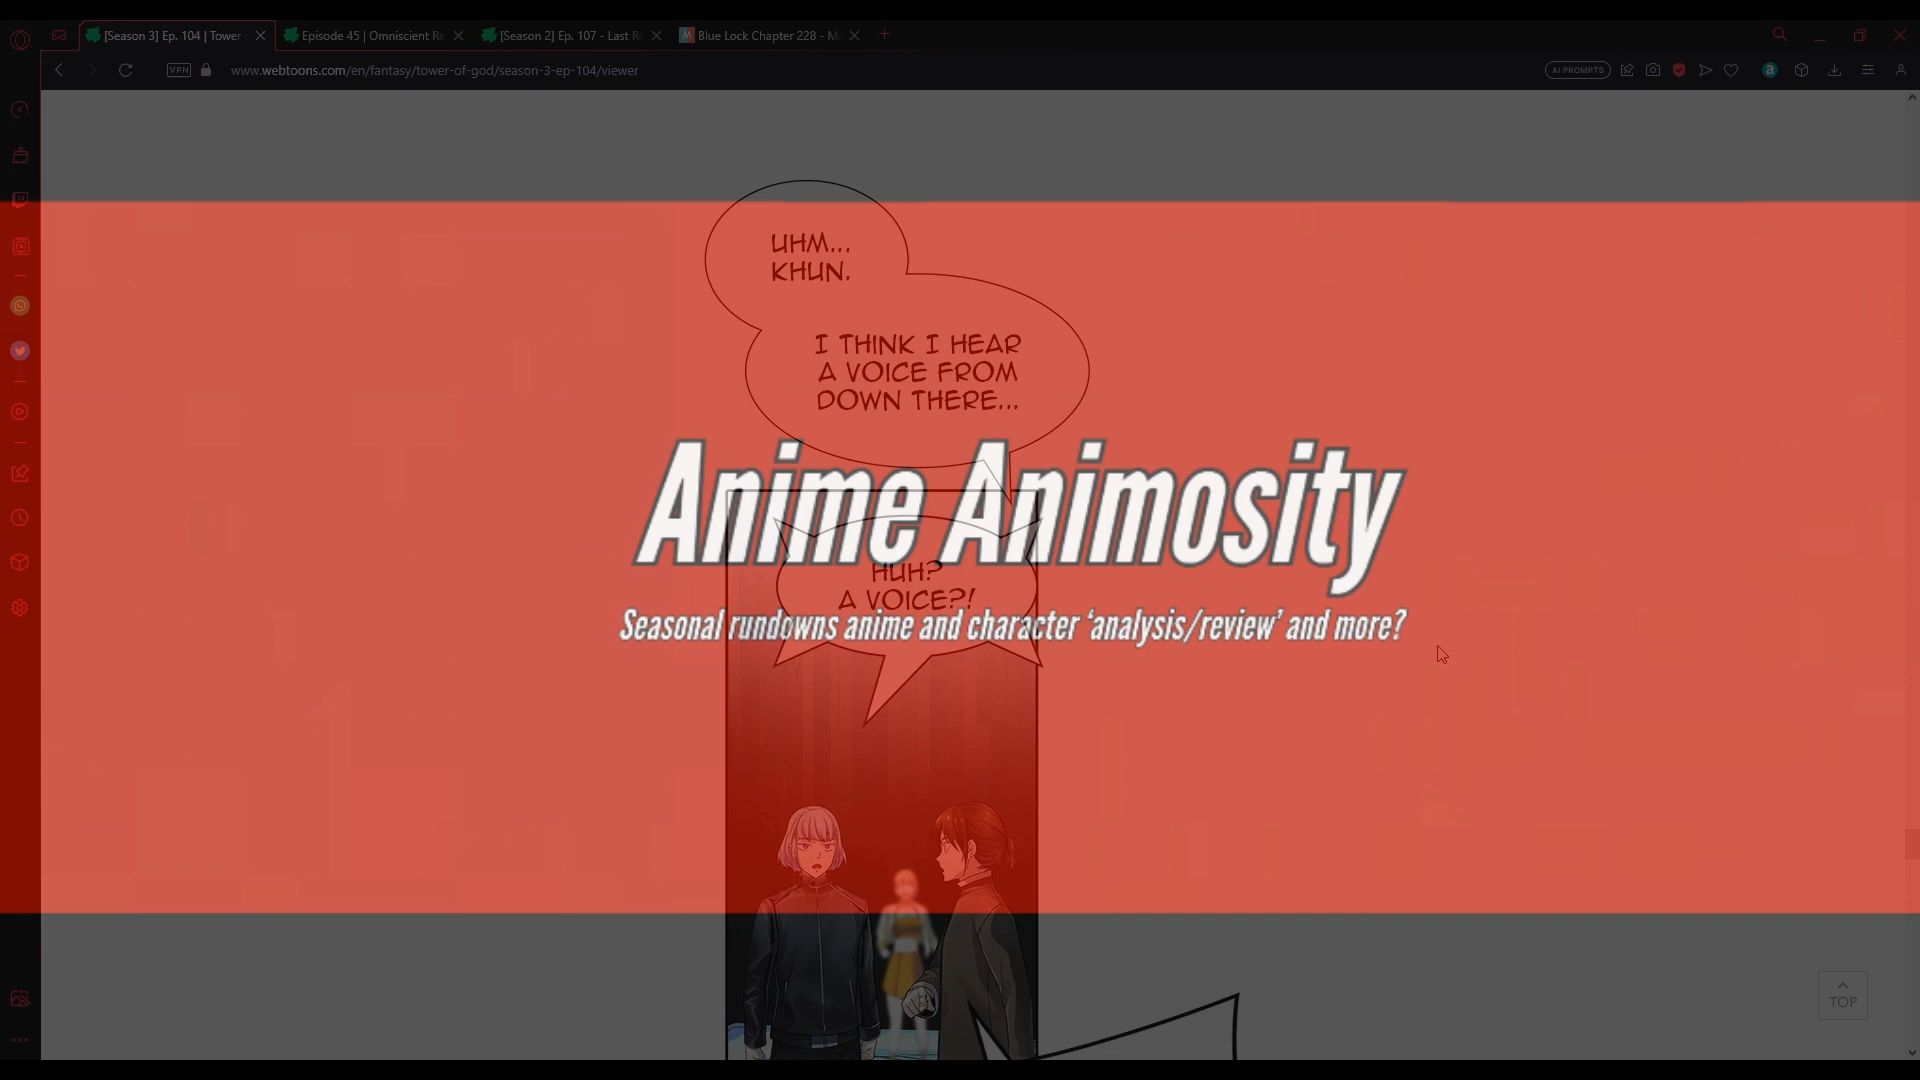 [Season 3] Ep. 104 | Tower
Episode 45 | Omniscient Re
[Season 2] Ep. 107 - Last R
Blue Lock Chapter 228 - M
VPN
www.webtoons.com/en/fantasy/tower-of-god/season-3-ep-104/viewer
AI PROMPTS
UHM...
KHUN.
I THINK I HEAR
A VOICE FROM
DOWN THERE...
Anime Animosity
HUH?
A VOICE?!
Seasonal rundowns anime and character ‘analysis/review’ and more?
TOP